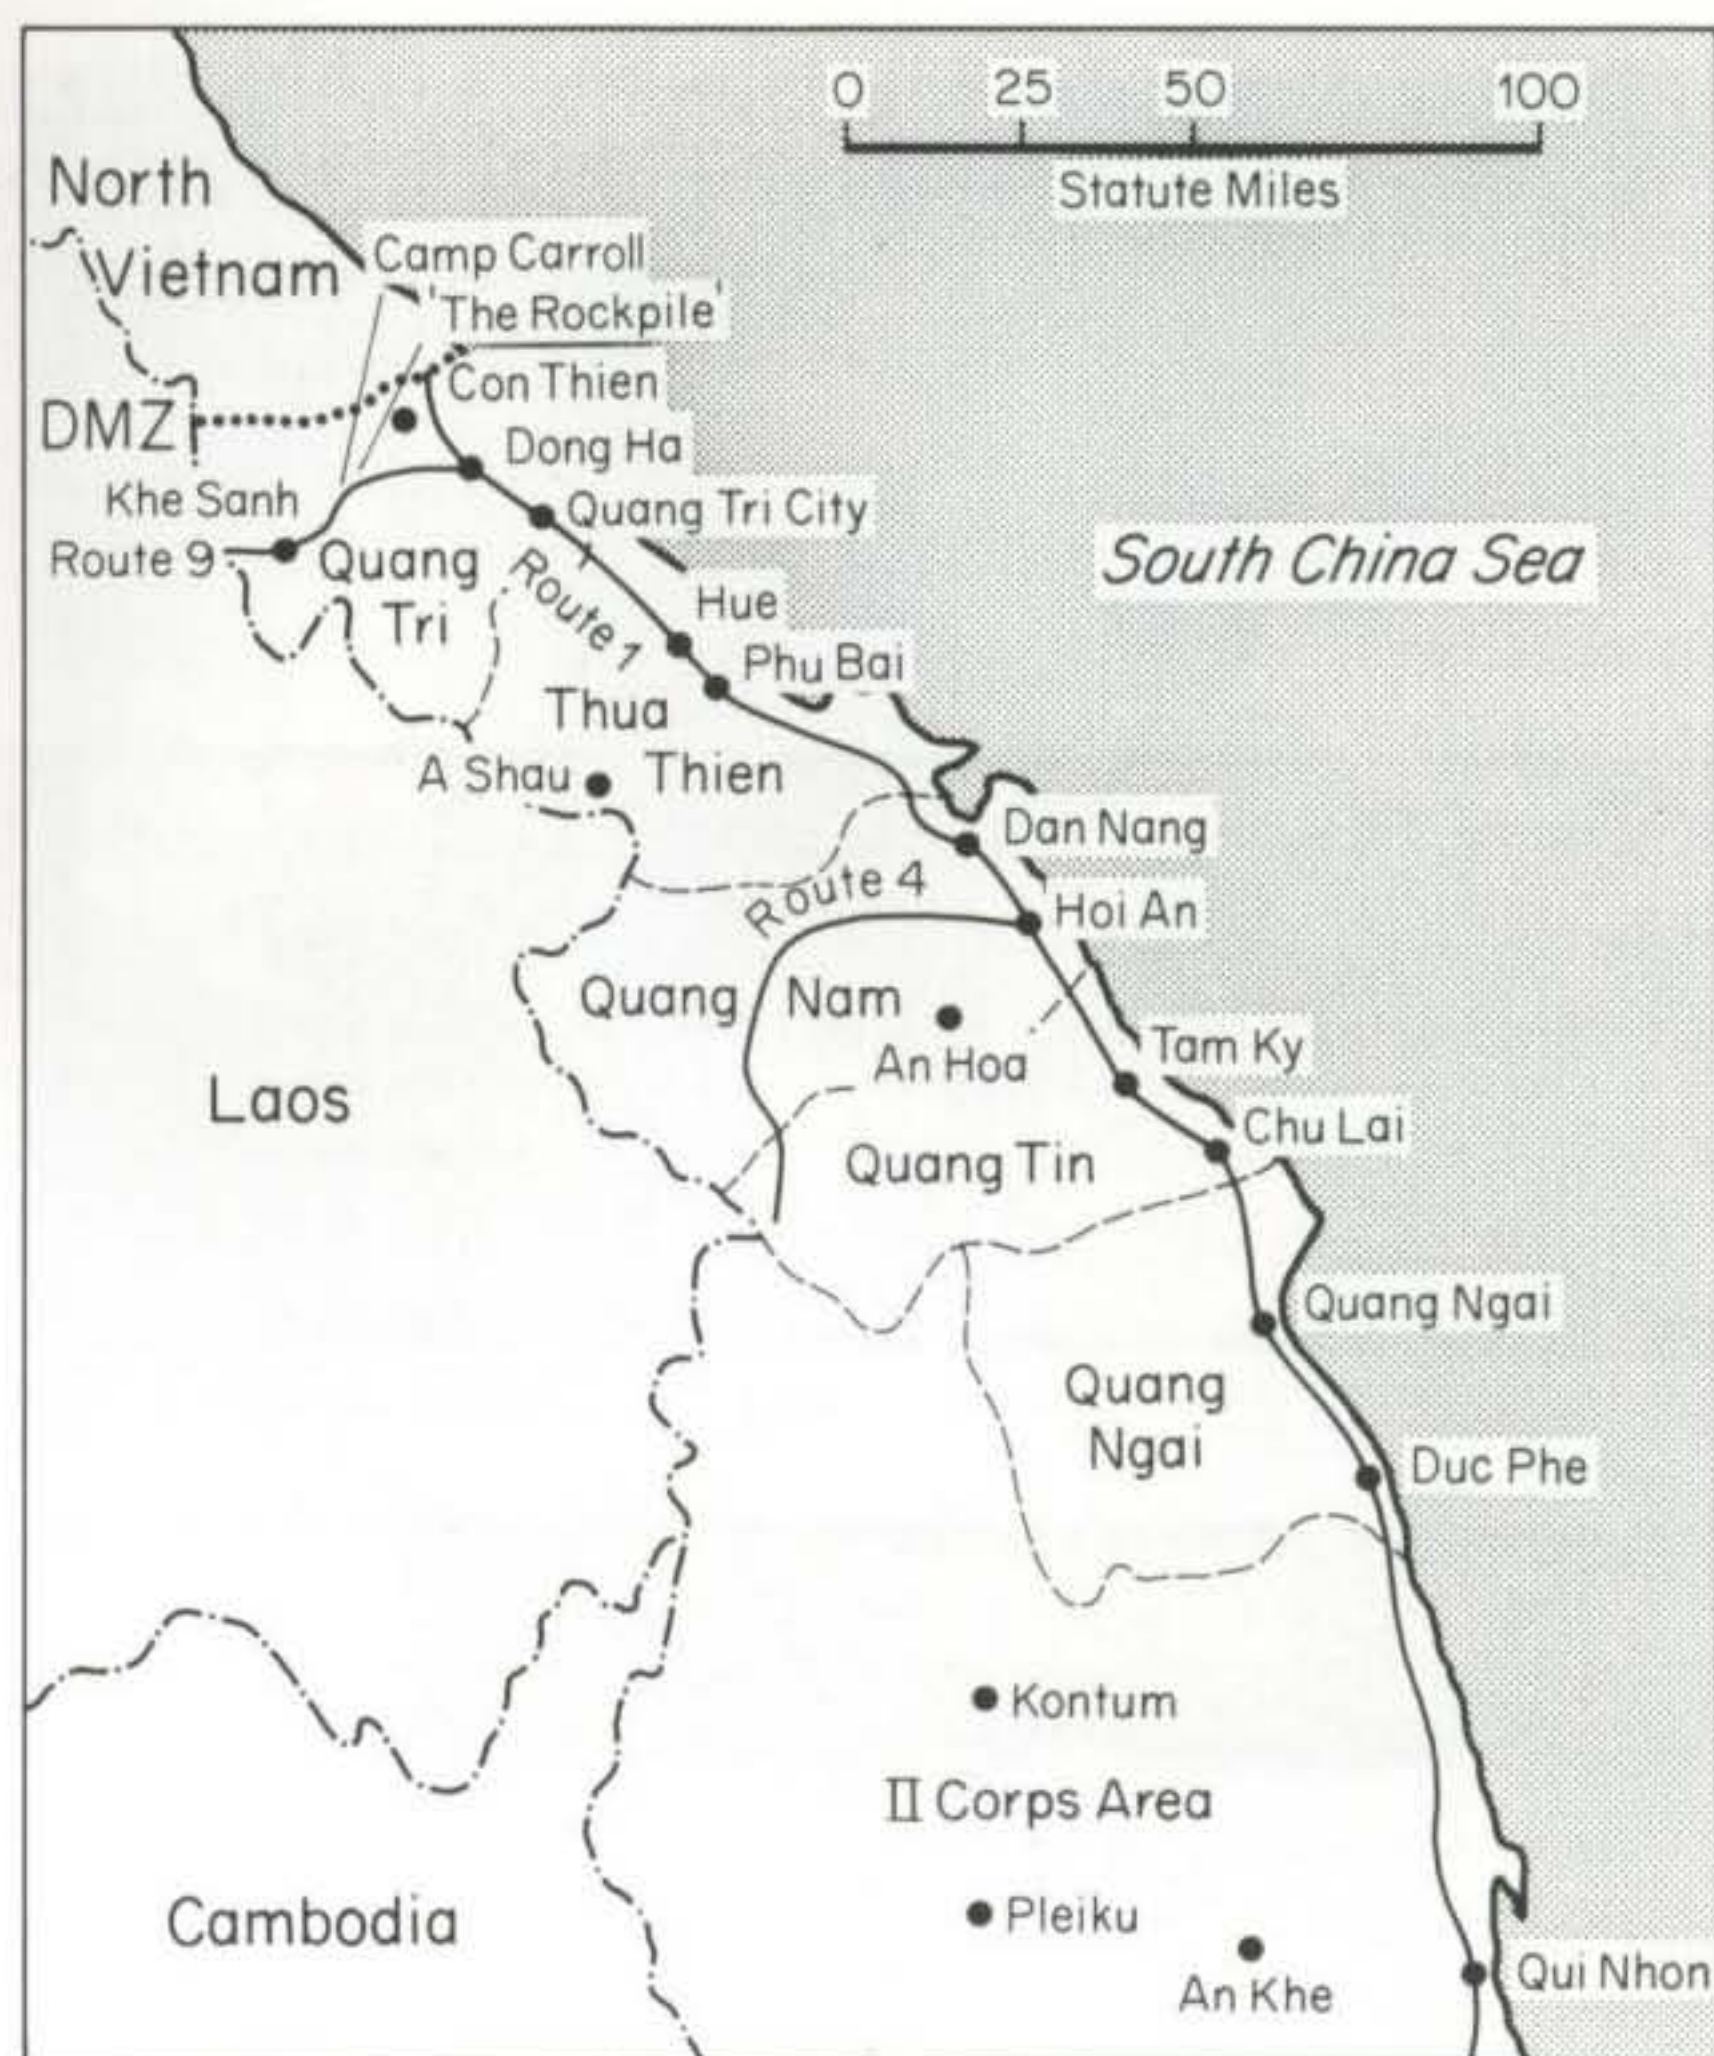 0 25 50 100
Statute Miles
North
Vietnam
Camp Carroll
The Rockpile
Con Thien
DMZ
Dong Ha
Khe Sanh
Quang Tri City
Route 9
Quang
Tri
Route 1
South China Sea
Hue
Phu Bai
Thua
Thien
A Shau
Dan Nang
Route 4
Hoi An
Quang Nam
An Hoa
Tam Ky
Laos
Chu Lai
Quang Tin
Quang Ngai
Quang
Ngai
Duc Phe
Kontum
II Corps Area
Cambodia
Pleiku
An Khe
Qui Nhon